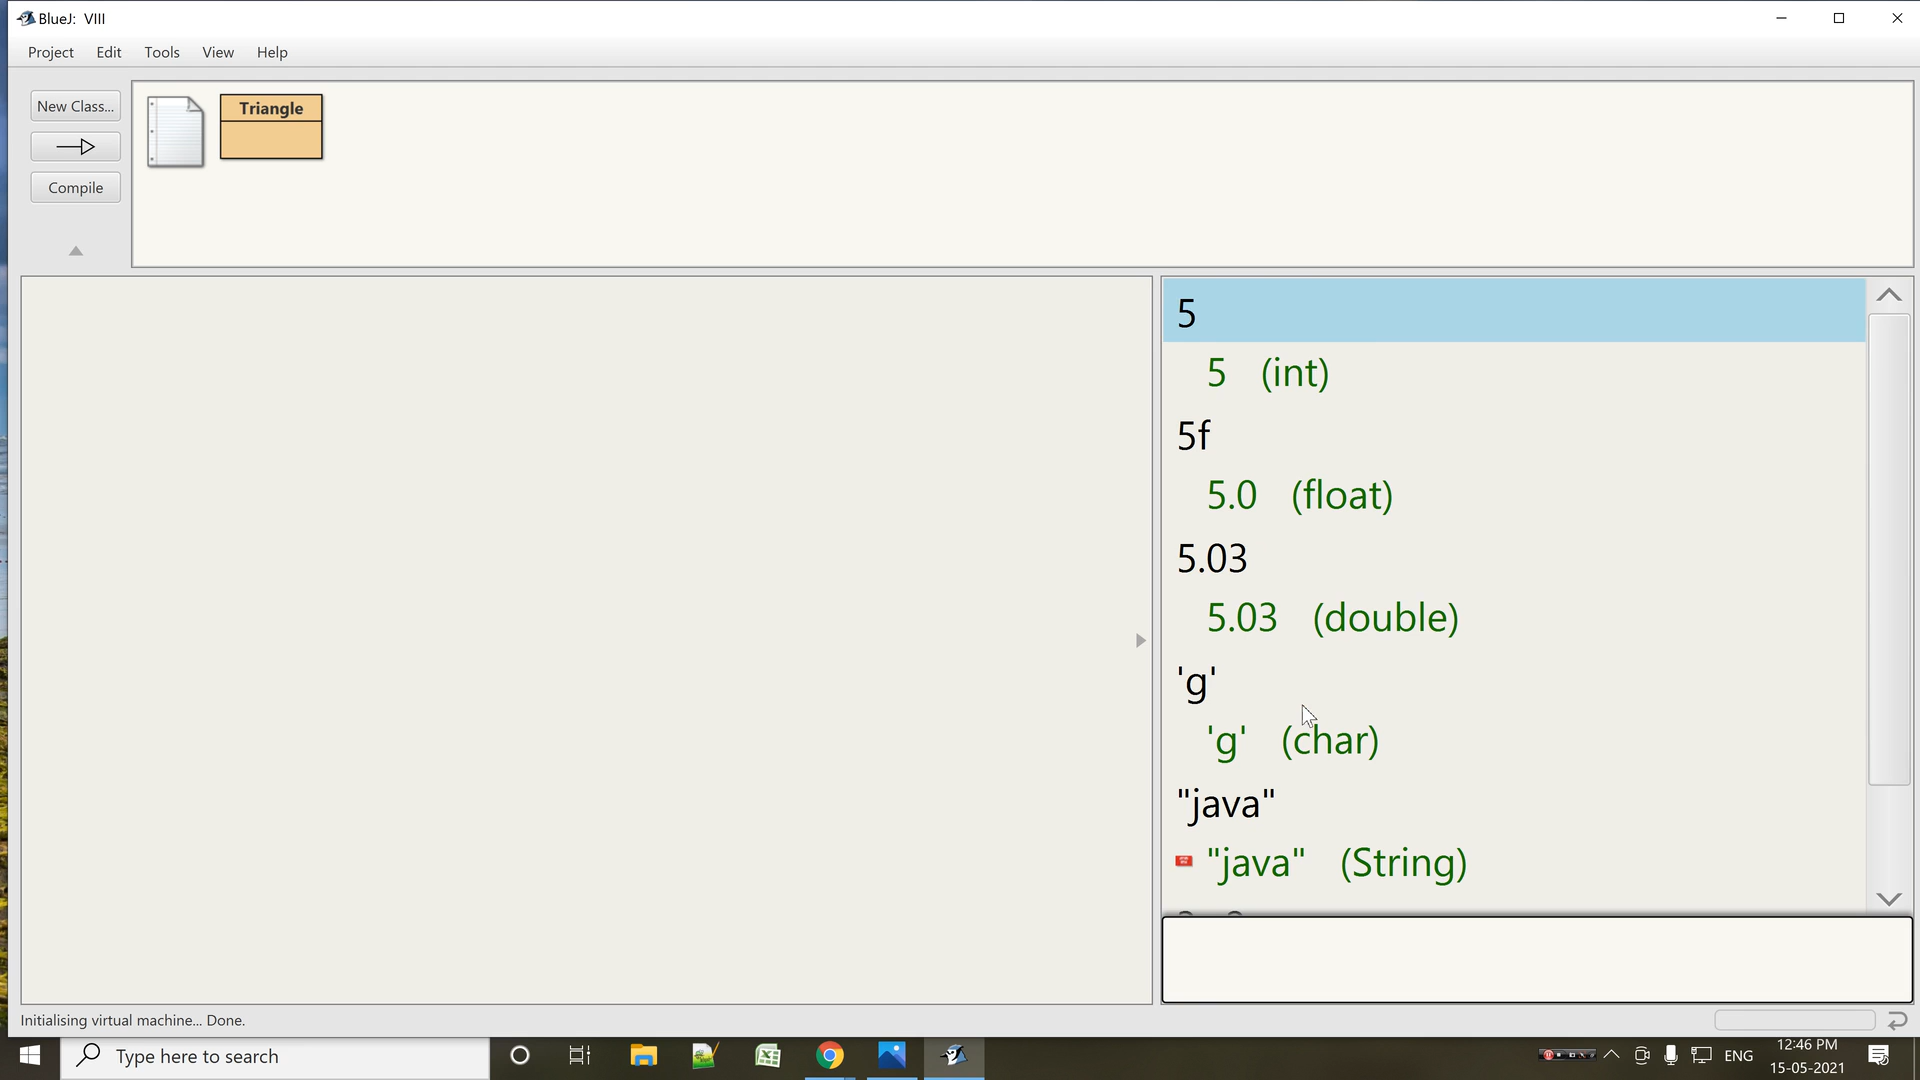 BlueJ: VIII
Project Edit Tools View Help
New Class...
Triangle
Compile
5
5 (int)
5f
5.0 (float)
5.03
5.03 (double)
'g'
'g' (char)
"java"
"java" (String)
Initialising virtual machine... Done.
Type here to search
ENG
12:46 PM
15-05-2021